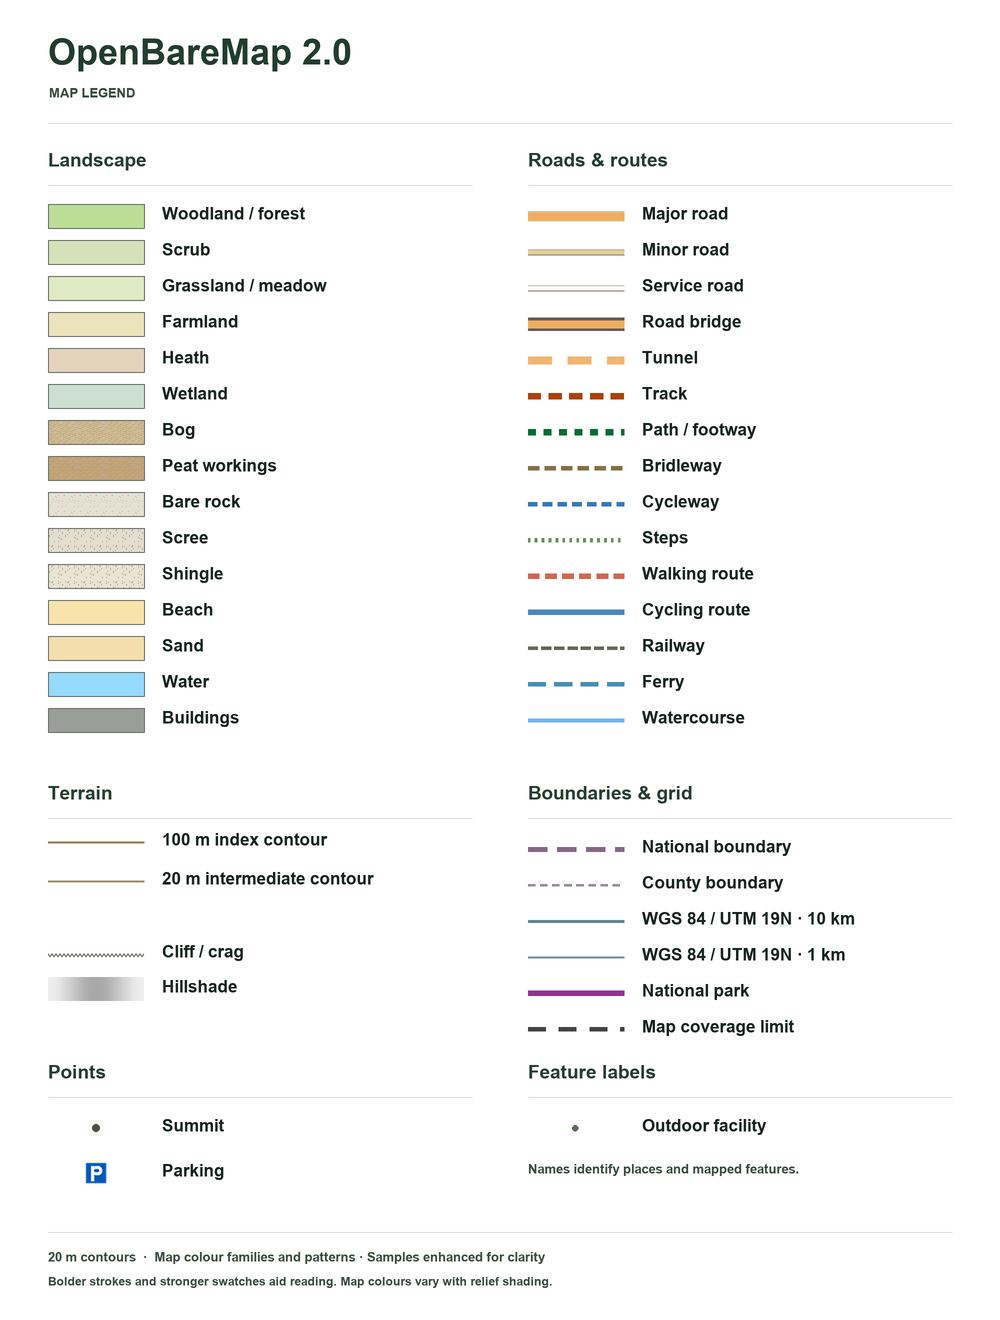 OpenBareMap 2.0
MAP LEGEND
Landscape
Woodland / forest
Scrub
Grassland / meadow
Farmland
Heath
Wetland
Bog
Peat workings
Bare rock
Scree
Shingle
Beach
Sand
Water
Buildings
Roads & routes
Major road
Minor road
Service road
Road bridge
Tunnel
Track
Path / footway
Bridleway
Cycleway
Steps
Walking route
Cycling route
Railway
Ferry
Watercourse
Terrain
100 m index contour
20 m intermediate contour
Cliff / crag
Hillshade
Boundaries & grid
National boundary
County boundary
WGS 84 / UTM 19N · 10 km
WGS 84 / UTM 19N · 1 km
National park
Map coverage limit
Points
Summit
P
Parking
Feature labels
Outdoor facility
Names identify places and mapped features.
20 m contours · Map colour families and patterns · Samples enhanced for clarity
Bolder strokes and stronger swatches aid reading. Map colours vary with relief shading.